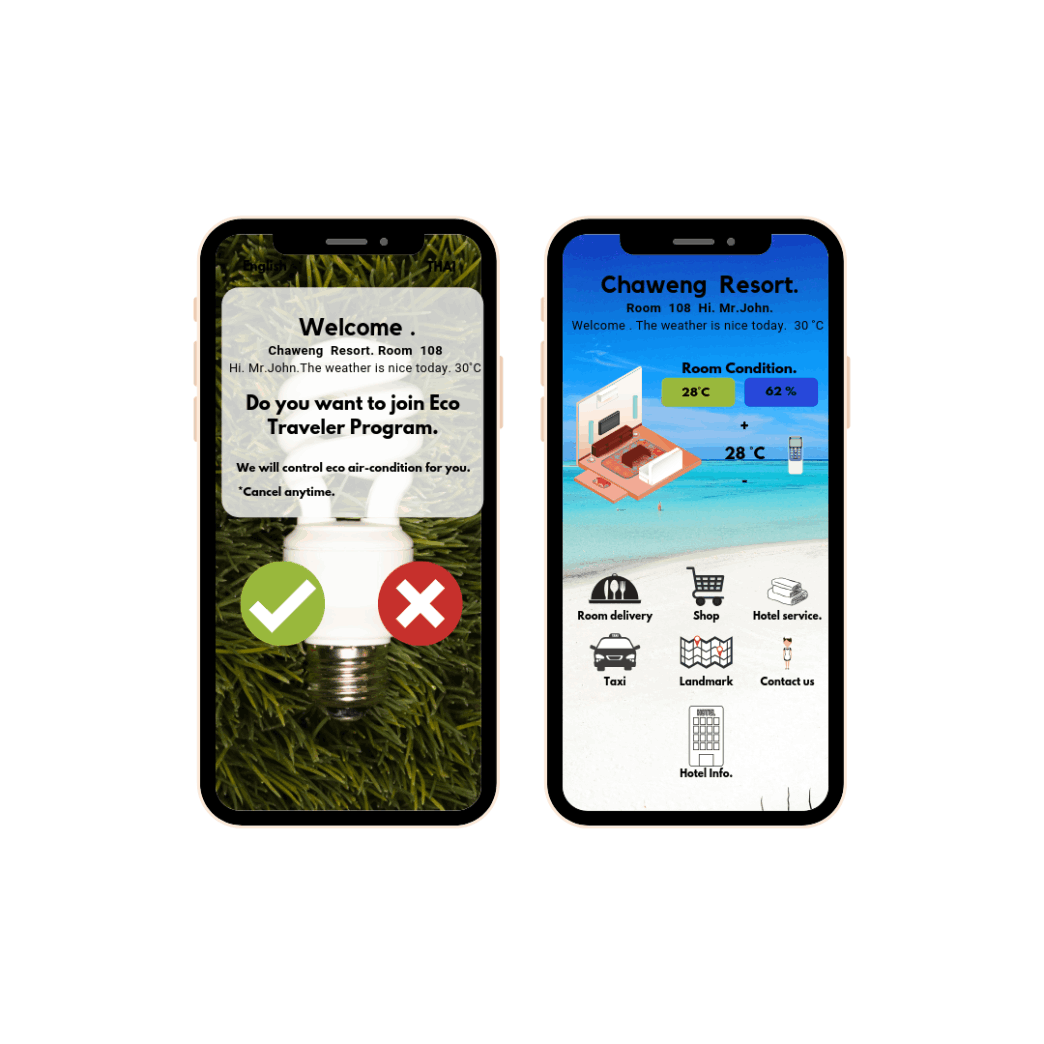 English THAI
Welcome .
Chaweng Resort. Room 108
Hi. Mr.John.The weather is nice today. 30°C
Do you want to join Eco
Traveler Program.
We will control eco air-condition for you.
*Cancel anytime.
Chaweng Resort.
Room 108 Hi. Mr.John.
Welcome . The weather is nice today. 30 °C
Room Condition.
28°C 62 %
+
28 °C
-
Room delivery Shop Hotel service.
Taxi Landmark Contact us
HOTEL
Hotel Info.